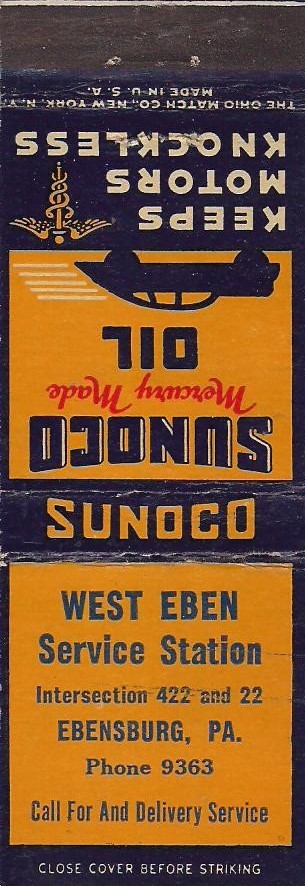 THE OHIO MATCH CO., NEW YORK, N.Y.
MADE IN U.S.A.
KEEPS
MOTORS
KNOCKLESS
SUNOCO
Mercury Made
OIL
SUNOCO
WEST EBEN
Service Station
Intersection 422 and 22
EBENSBURG, PA.
Phone 9363
Call For And Delivery Service
CLOSE COVER BEFORE STRIKING